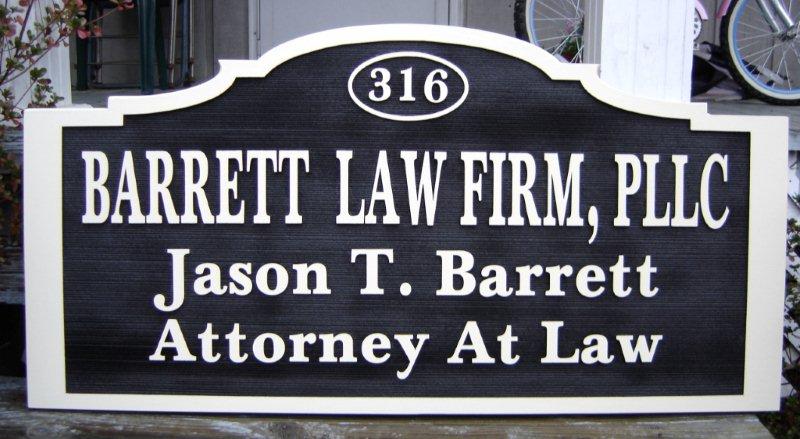 316
BARRETT LAW FIRM, PLLC
Jason T. Barrett
Attorney At Law